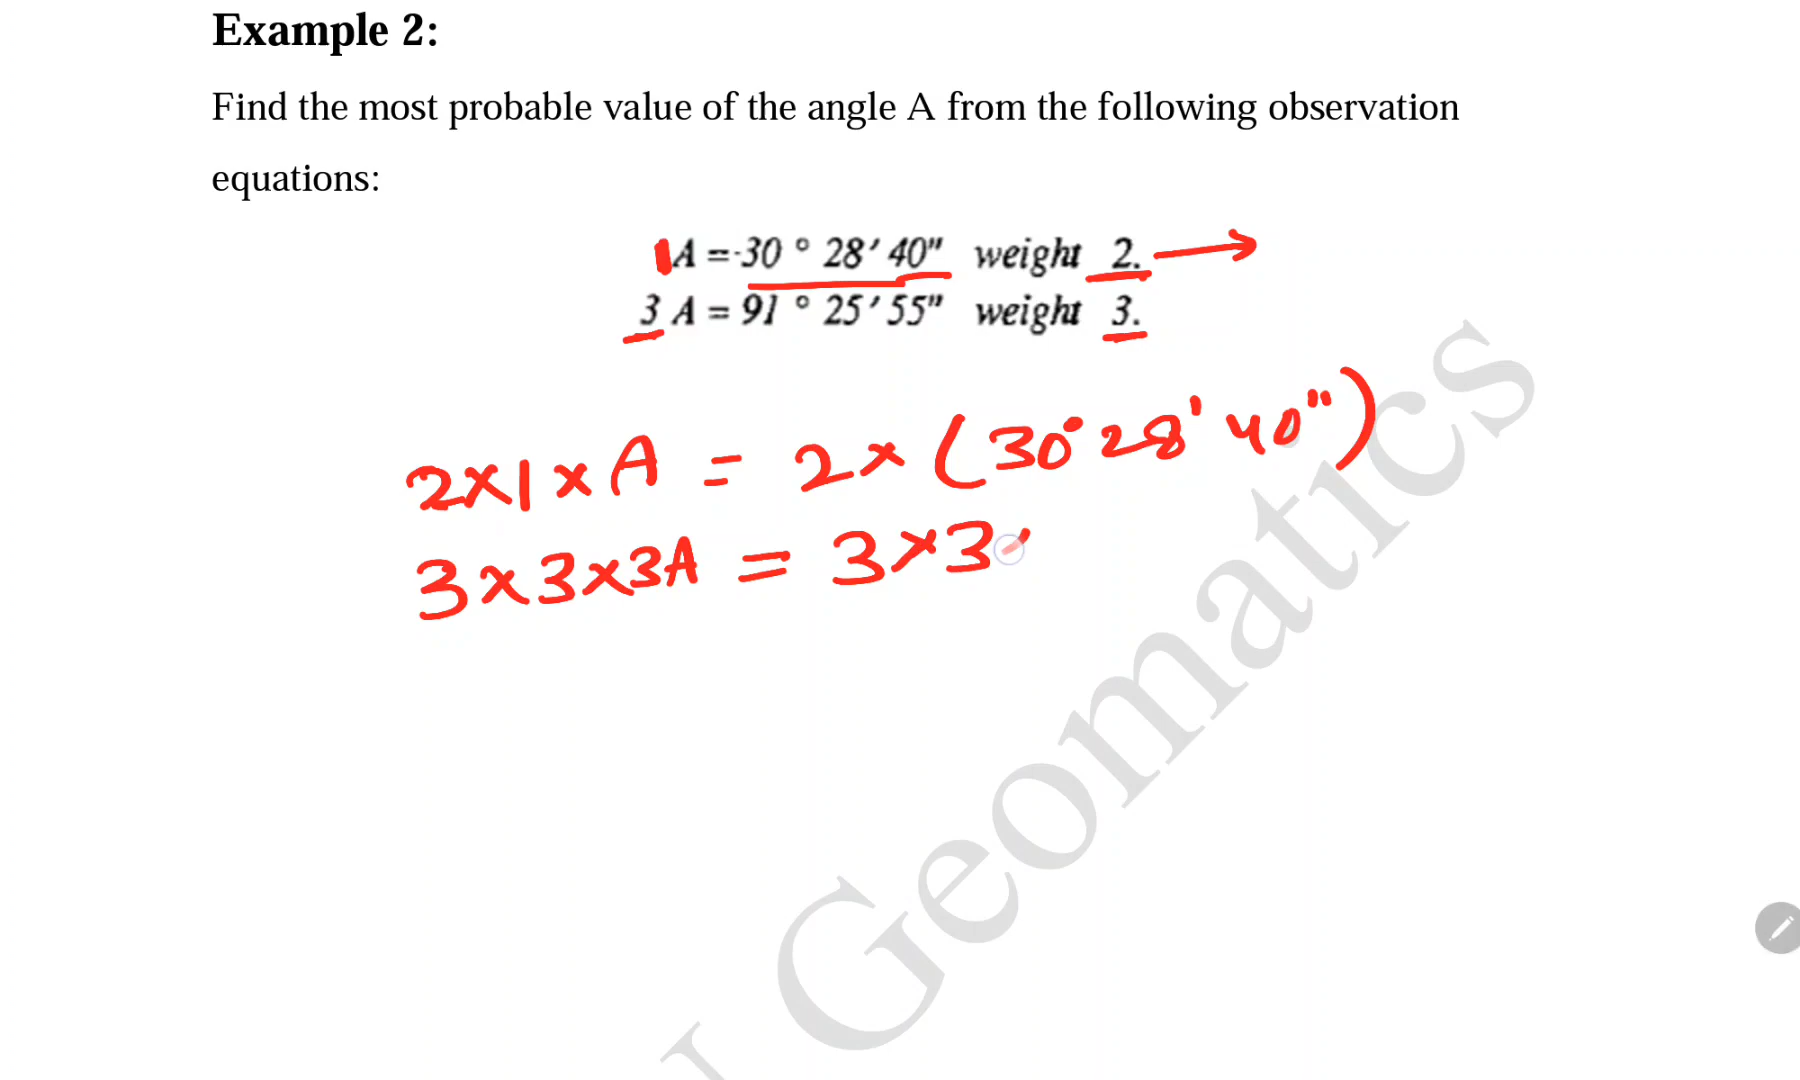 Example 2:
Find the most probable value of the angle A from the following observation
equations:
1A = 30 ° 28′ 40″ weight 2.
3 A = 91 ° 25′ 55″ weight 3.
2×1×A = 2×(30°28′40″)
3×3×3A = 3×3
Geomatics